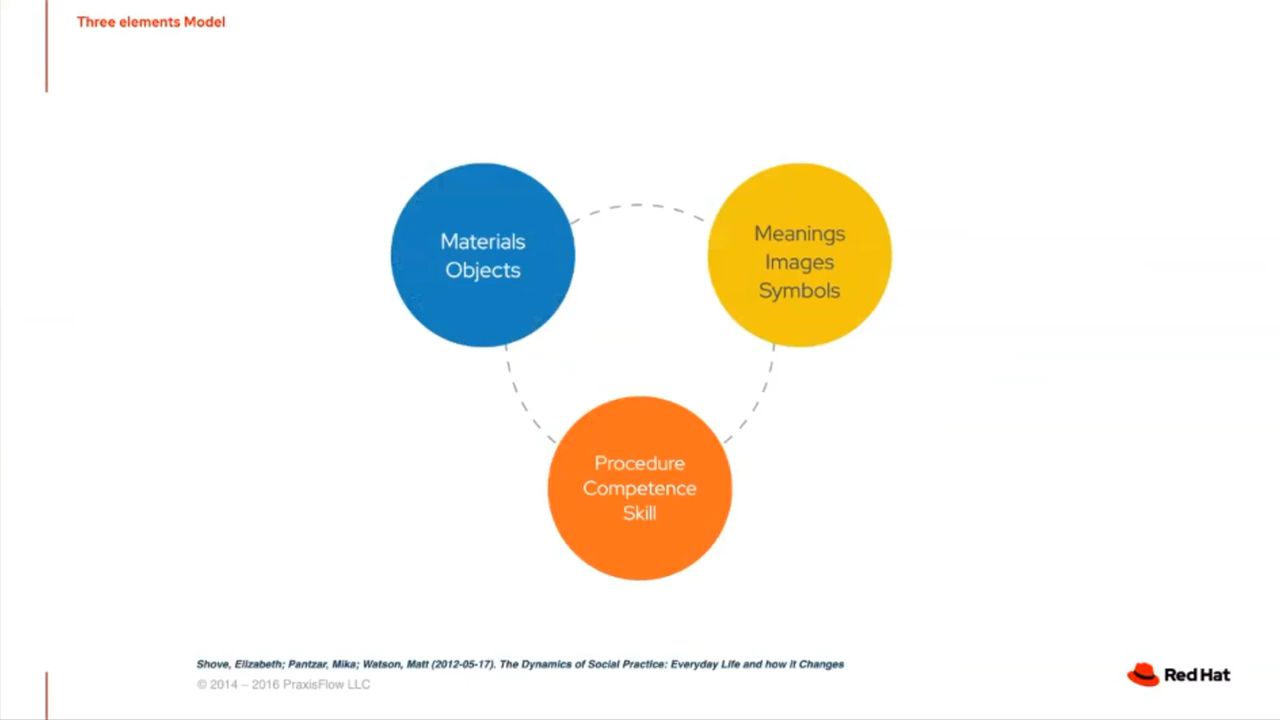 Three elements Model
Materials
Objects
Meanings
Images
Symbols
Procedure
Competence
Skill
Shove, Elizabeth; Pantzar, Mika; Watson, Matt (2012-05-17). The Dynamics of Social Practice: Everyday Life and how it Changes
© 2014 – 2016 PraxisFlow LLC
Red Hat